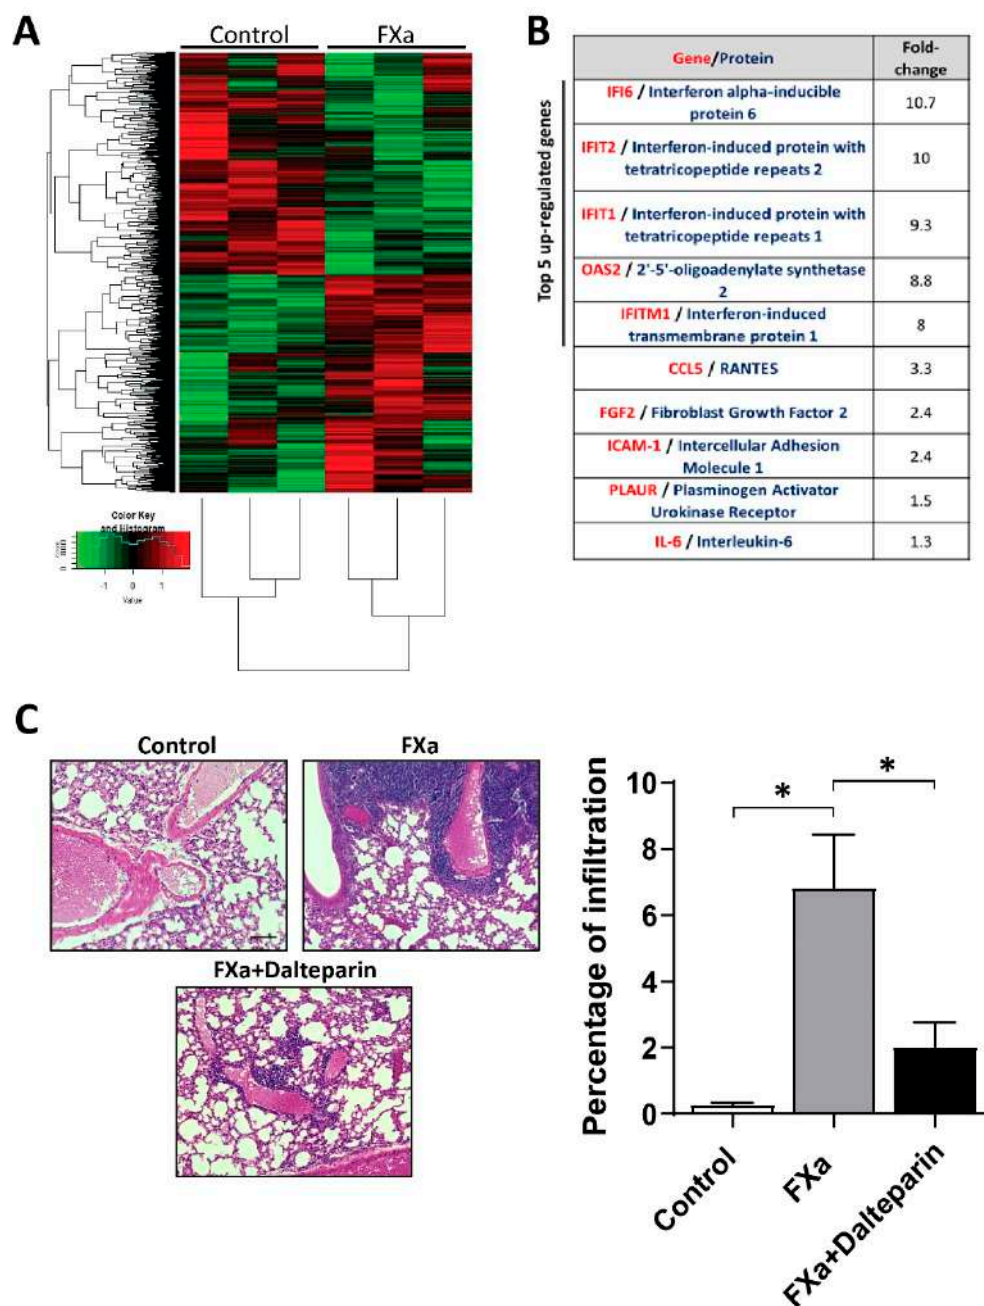 A
Control
FXa
Color Key
and Histogram
Count
0
-1
0
1
Value
B
Gene/Protein
Fold-
change
Top 5 up-regulated genes
IFI6 / Interferon alpha-inducible
protein 6
10.7
IFIT2 / Interferon-induced protein with
tetratricopeptide repeats 2
10
IFIT1 / Interferon-induced protein with
tetratricopeptide repeats 1
9.3
OAS2 / 2'-5'-oligoadenylate synthetase
2
8.8
IFITM1 / Interferon-induced
transmembrane protein 1
8
CCL5 / RANTES
3.3
FGF2 / Fibroblast Growth Factor 2
2.4
ICAM-1 / Intercellular Adhesion
Molecule 1
2.4
PLAUR / Plasminogen Activator
Urokinase Receptor
1.5
IL-6 / Interleukin-6
1.3
C
Control
FXa
FXa+Dalteparin
Percentage of infiltration
10
8
6
4
2
0
*
*
Control
FXa
FXa+Dalteparin